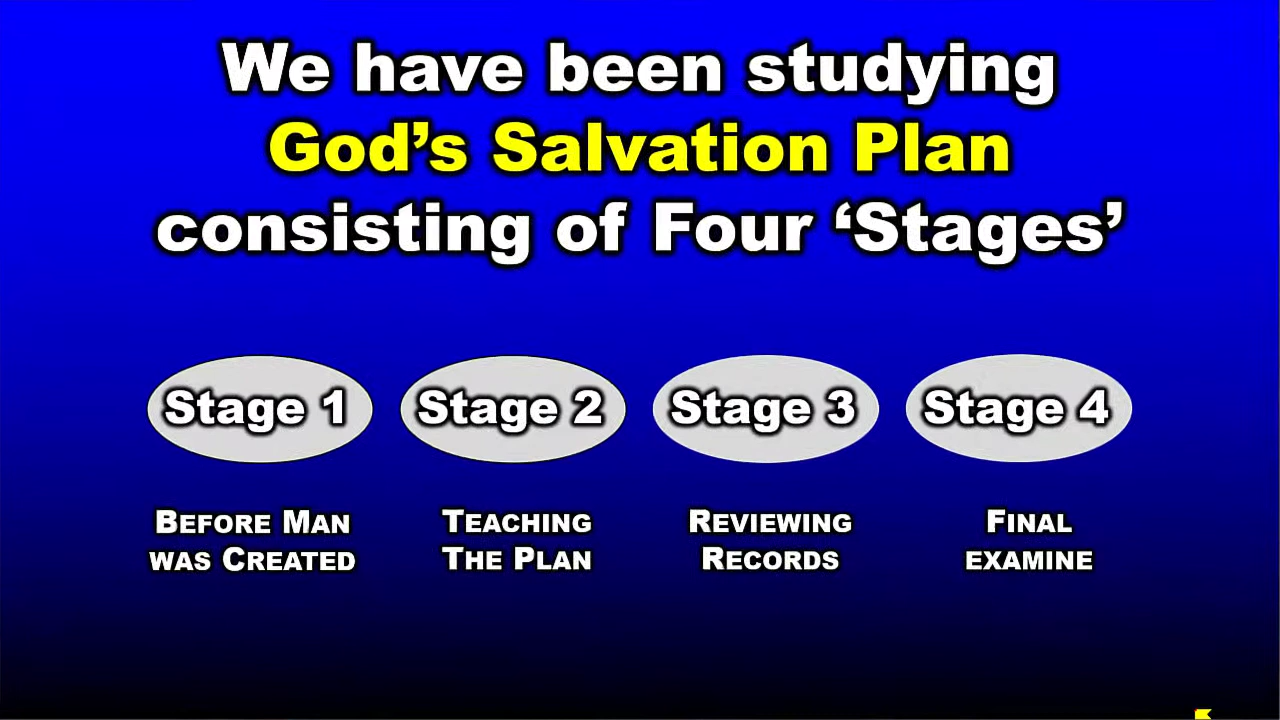 We have been studying
God’s Salvation Plan
consisting of Four ‘Stages’
Stage 1 Stage 2 Stage 3 Stage 4
BEFORE MAN TEACHING REVIEWING FINAL
WAS CREATED THE PLAN RECORDS EXAMINE